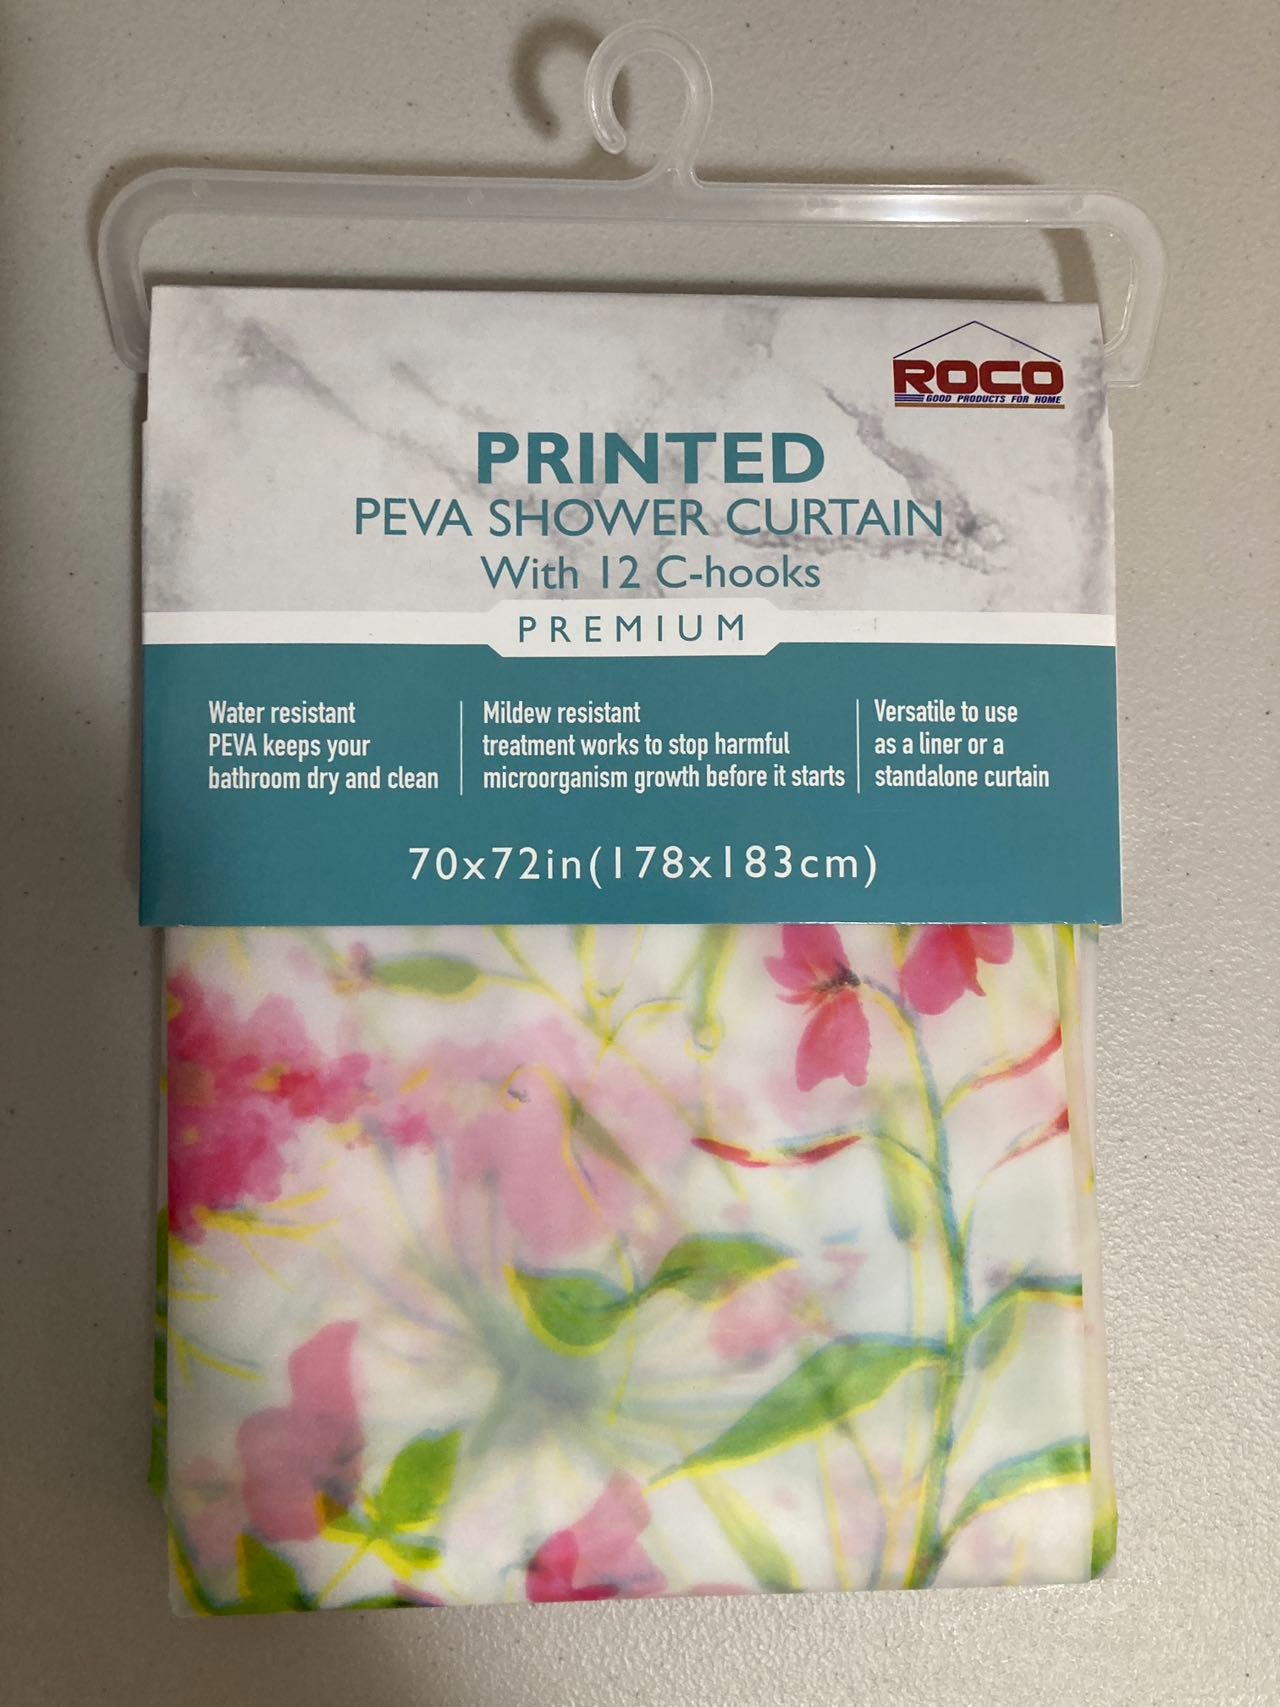 ROCO
GOOD PRODUCTS FOR HOME
PRINTED
PEVA SHOWER CURTAIN
With 12 C-hooks
PREMIUM
Water resistant
PEVA keeps your
bathroom dry and clean
Mildew resistant
treatment works to stop harmful
microorganism growth before it starts
Versatile to use
as a liner or a
standalone curtain
70x72in(178x183cm)